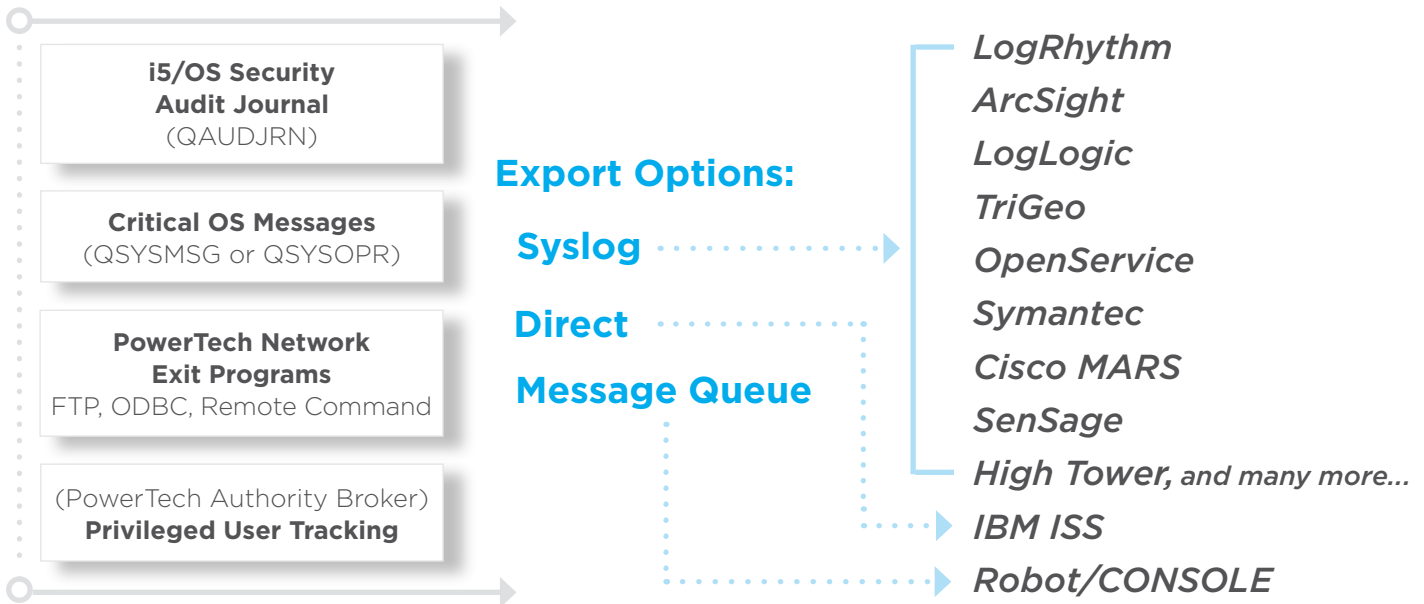 i5/OS Security
Audit Journal
(QAUDJRN)
Critical OS Messages
(QSYSMSG or QSYSOPR)
PowerTech Network
Exit Programs
FTP, ODBC, Remote Command
(PowerTech Authority Broker)
Privileged User Tracking
Export Options:
Syslog
Direct
Message Queue
LogRhythm
ArcSight
LogLogic
TriGeo
OpenService
Symantec
Cisco MARS
SenSage
High Tower, and many more...
IBM ISS
Robot/CONSOLE